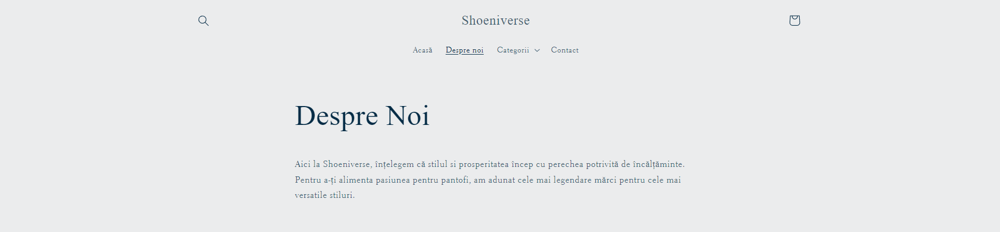 Shoeniverse
Acasă Despre noi Categorii Contact
Despre Noi
Aici la Shoeniverse, înțelegem că stilul si prosperitatea încep cu perechea potrivită de încălțăminte.
Pentru a-ți alimenta pasiunea pentru pantofi, am adunat cele mai legendare mărci pentru cele mai
versatile stiluri.